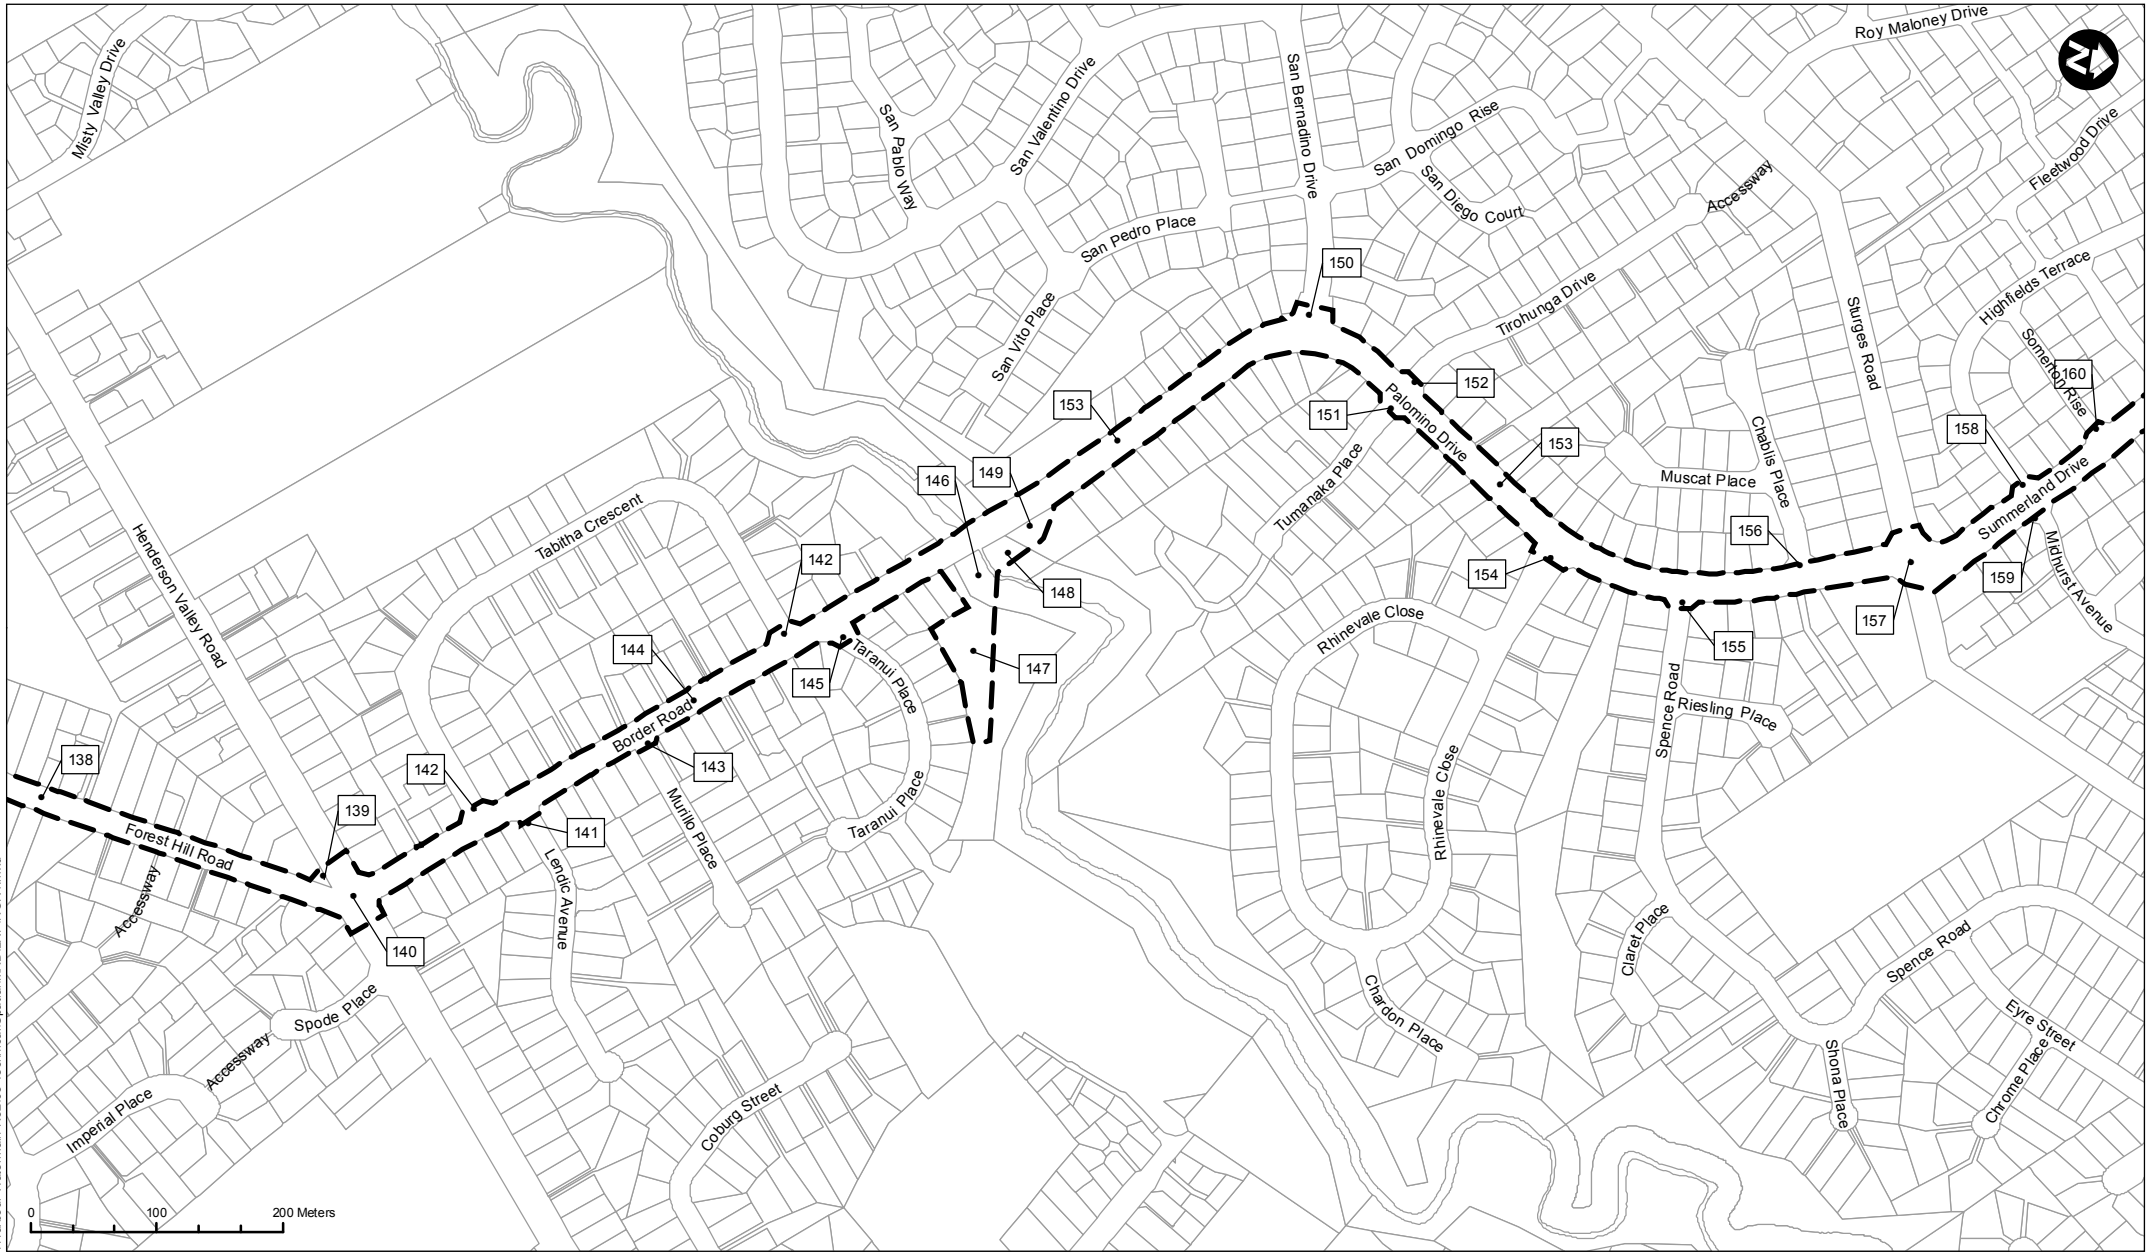 Roy Maloney Drive
Misty Valley Drive
San Pablo Way
San Valentino Drive
San Bernadino Drive
San Domingo Rise
San Diego Court
Fleetwood Drive
N
Accessway
San Pedro Place
150
Highfields Terrace
Tirohunga Drive
San Vito Place
Sturges Road
Somerton Rise
160
152
153
151
Palomino Drive
158
153
Chablis Place
Muscat Place
149
146
Tumanaka Place
Summerland Drive
Tabitha Crescent
Henderson Valley Road
156
142
154
148
159
Midhurst Avenue
Rhinevale Close
157
144
155
147
145
Taranui Place
Spence Road
Riesling Place
Border Road
138
142
143
139
Murillo Place
Taranui Place
Rhinevale Close
Forest Hill Road
141
Accessway
Lendic Avenue
140
Claret Place
Spence Road
Spode Place
Chardon Place
Eyre Street
Accessway
Imperial Place
Coburg Street
Shona Place
Chrome Place
0 100 200 Meters